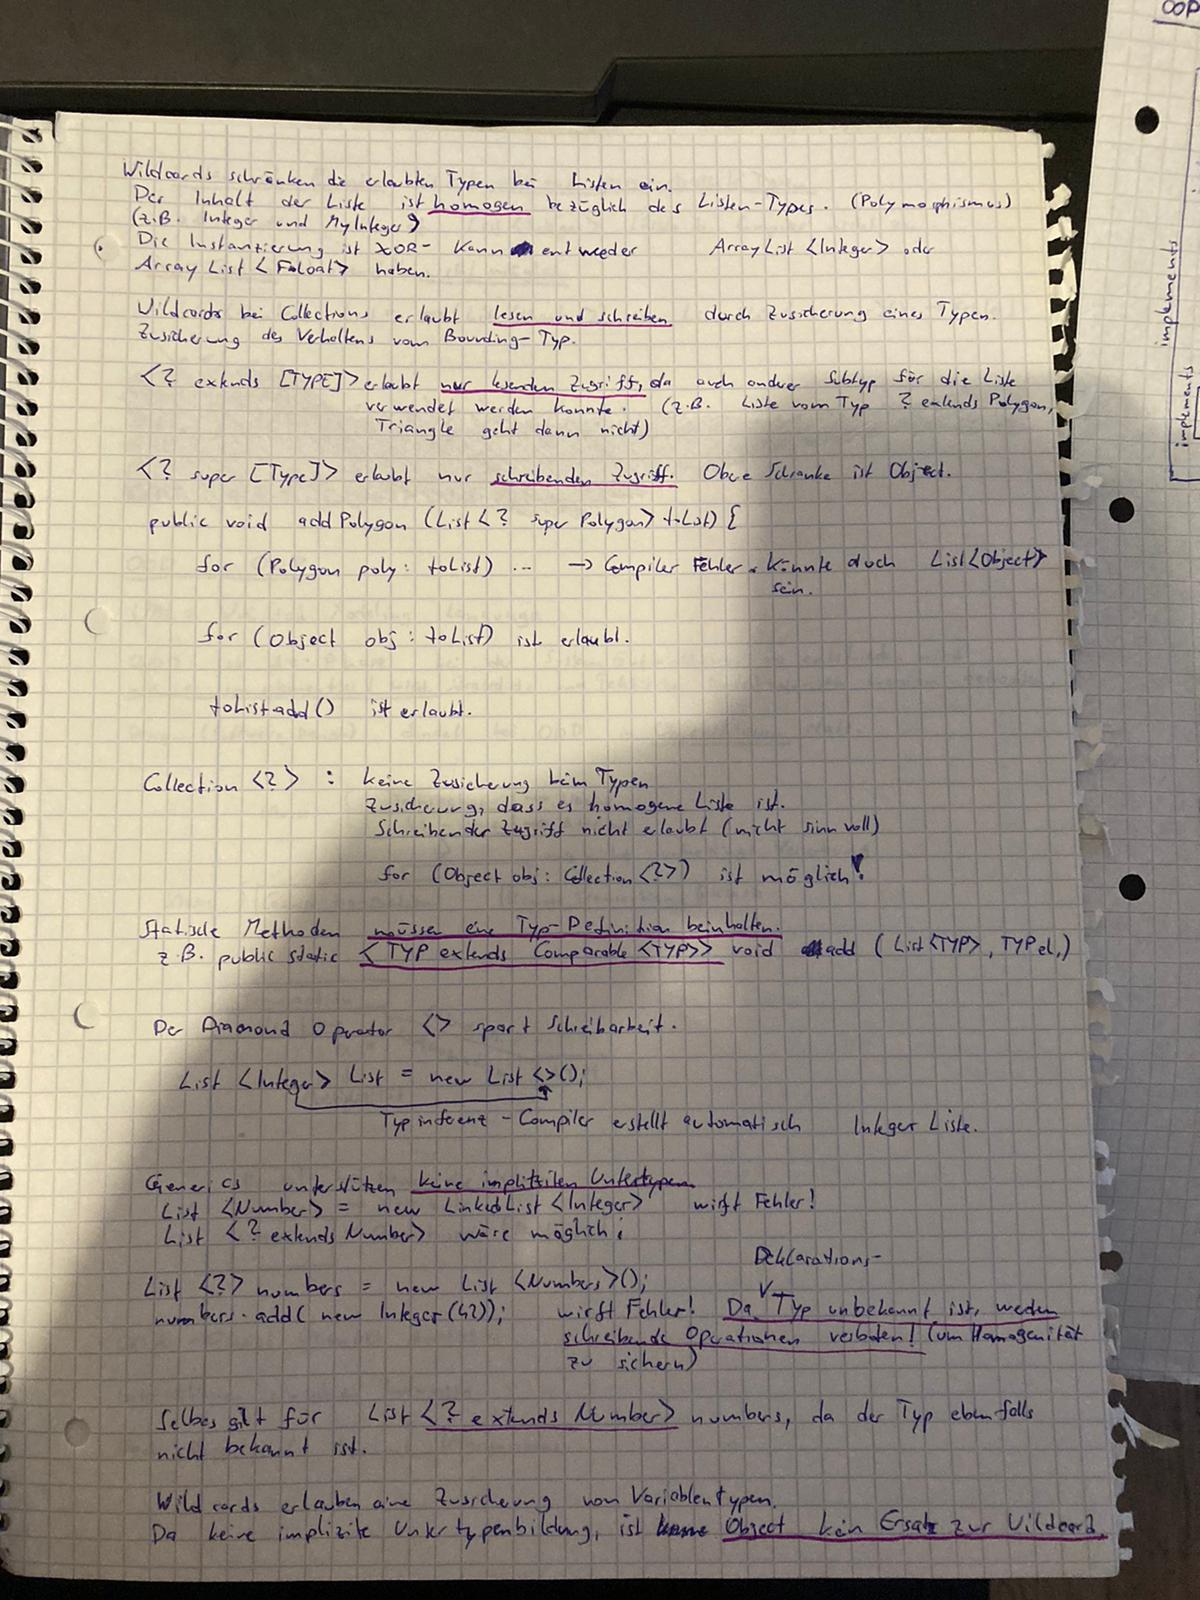 Wildcards schränken die erlaubten Typen bei Listen ein.
Der Inhalt der Liste ist homogen bezüglich des Listen-Types. (Polymorphismus)
(z.B. Integer und MyInteger)
Die Instanzierung ist XOR- kann entweder ArrayList <Integer> oder
Array List < Float> haben.
Wildcards bei Collections erlaubt lesen und schreiben durch Zusicherung eines Typen.
Zusicherung des Verhaltens vom Bounding-Typ.
<? extends [TYPE]> erlaubt nur lesenden Zugriff, da auch anderer Subtyp für die Liste
verwendet werden konnte. (z.B. Liste vom Typ ? extends Polygon,
Triangle geht dann nicht)
<? super [Type]> erlaubt nur schreibenden Zugriff. Obere Schranke ist Object.
public void addPolygon (List<? super Polygon> toList) {
for (Polygon poly: toList) ... → Compiler Fehler. Könnte doch List<Object>
sein.
for (Object obj : toList) ist erlaubt.
toList.add() ist erlaubt.
Collection <?> : keine Zusicherung beim Typen
Zusicherung, dass es homogene Liste ist.
Schreibender Zugriff nicht erlaubt (nicht sinnvoll)
for (Object obj: Collection <?>) ist möglich!
Statische Methoden müssen eine Typ-Definition beinhalten.
z.B. public static <TYP extends Comparable <TYP>> void add (List<TYP>, TYP el,)
Der Diamond Operator <> spart Schreibarbeit.
List <Integer> List = new List <>();
Typinferenz - Compiler erstellt automatisch Integer Liste.
Generics unterstützen keine impliziten Untertypen
List <Number> = new LinkedList <Integer> wirft Fehler!
List <? extends Number> wäre möglich!
Deklarations-
List <?> numbers = new List <Numbers>();
numbers.add( new Integer (42)); wirft Fehler! Da Typ unbekannt ist, werden
schreibende Operationen verboten! (um Homogenität
zu sichern)
Selbes gilt für List <? extends Number> numbers, da der Typ ebenfalls
nicht bekannt ist.
Wildcards erlauben eine Zusicherung von Variablentypen.
Da keine implizite Untertypenbildung, ist Object kein Ersatz zur Wildcard.
OOP
implements
implements